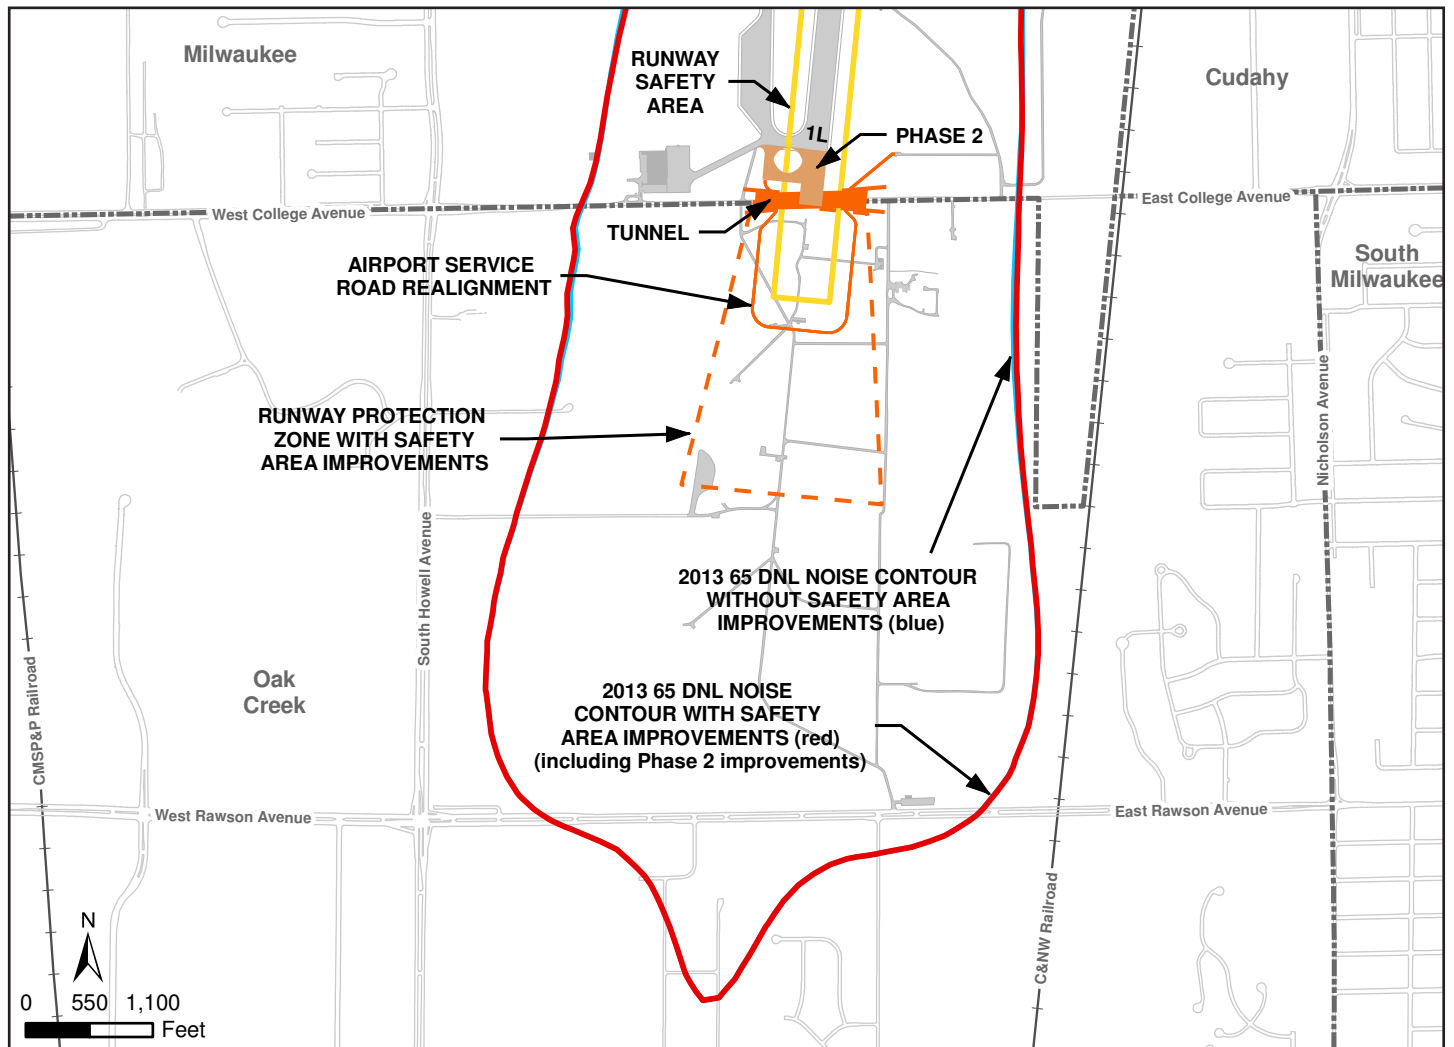 Milwaukee
RUNWAY
SAFETY
AREA
Cudahy
1L
PHASE 2
West College Avenue
East College Avenue
TUNNEL
South
Milwaukee
AIRPORT SERVICE
ROAD REALIGNMENT
RUNWAY PROTECTION
ZONE WITH SAFETY
AREA IMPROVEMENTS
Nicholson Avenue
South Howell Avenue
2013 65 DNL NOISE CONTOUR
WITHOUT SAFETY AREA
IMPROVEMENTS (blue)
CMSP&P Railroad
Oak
Creek
2013 65 DNL NOISE
CONTOUR WITH SAFETY
AREA IMPROVEMENTS (red)
(including Phase 2 improvements)
West Rawson Avenue
East Rawson Avenue
C&NW Railroad
N
0 550 1,100
Feet